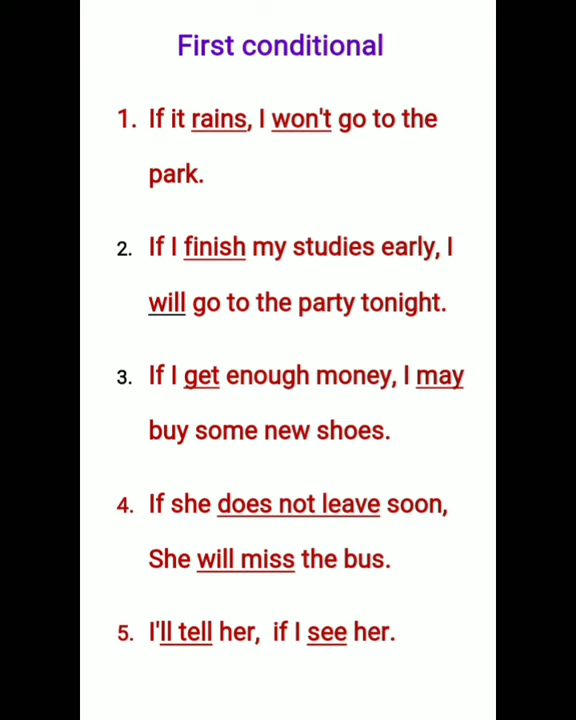 First conditional
1. If it rains, I won't go to the
park.
2. If I finish my studies early, I
will go to the party tonight.
3. If I get enough money, I may
buy some new shoes.
4. If she does not leave soon,
She will miss the bus.
5. I'll tell her, if I see her.